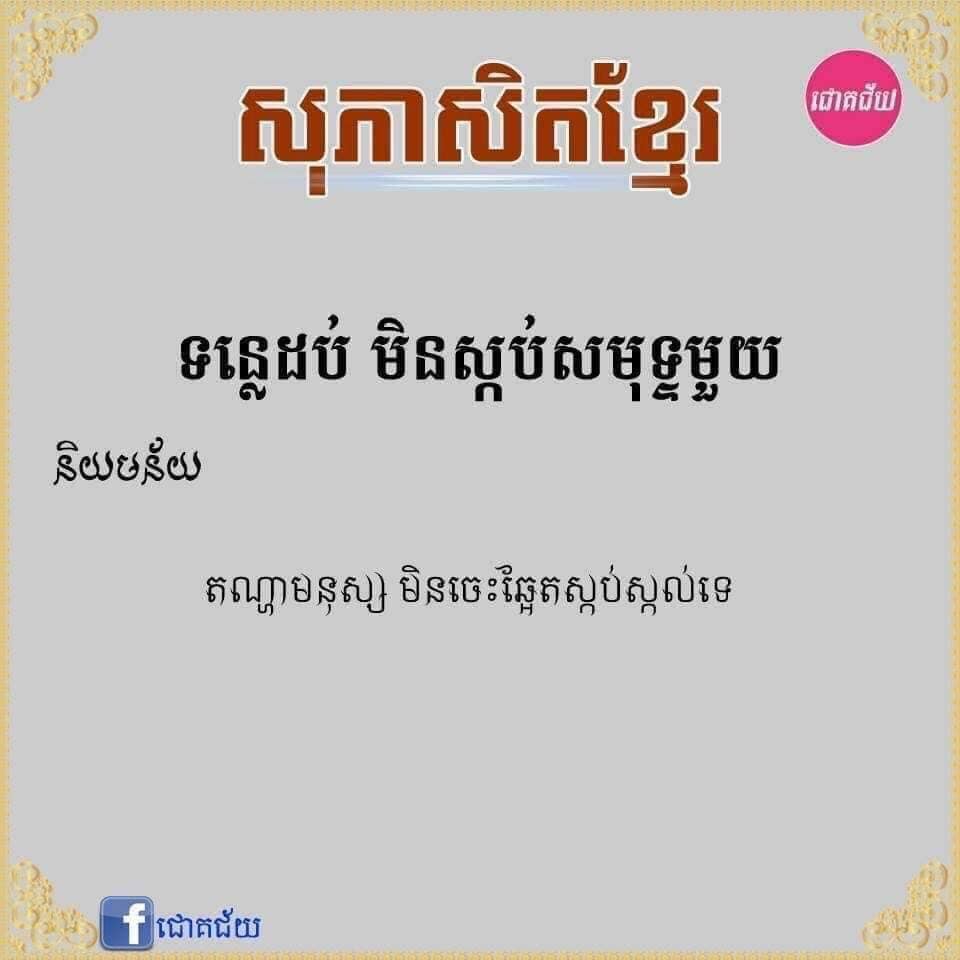 សុភាសិតខ្មែរ
ជោគជ័យ
ទន្លេដប់ មិនស្កប់សមុទ្ទមួយ
និយមន័យ
តណ្ហាមនុស្ស មិនចេះឆ្អែតស្កប់ស្កល់ទេ
ជោគជ័យ